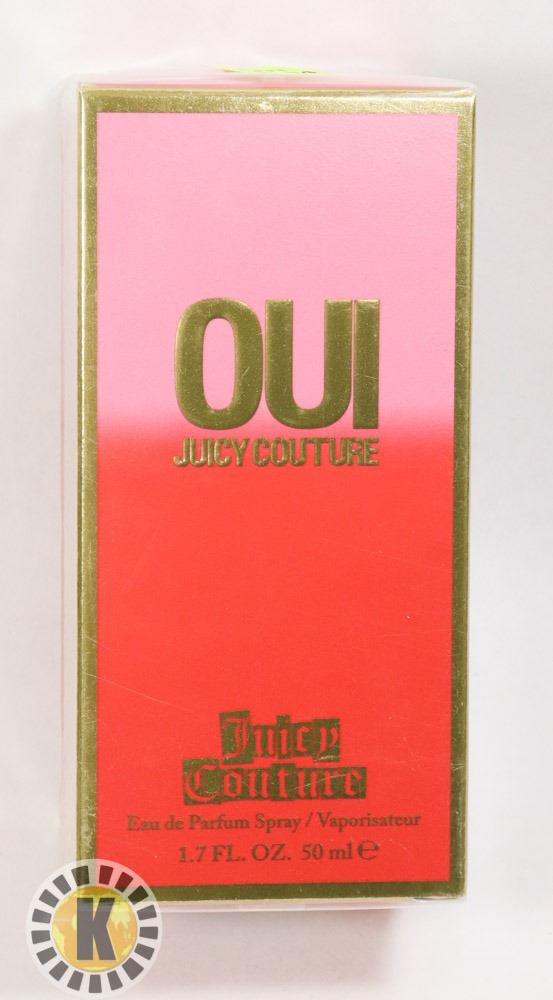 OUI
JUICY COUTURE
Juicy
Couture
Eau de Parfum Spray / Vaporisateur
1.7 FL. OZ. 50 ml ℮
K